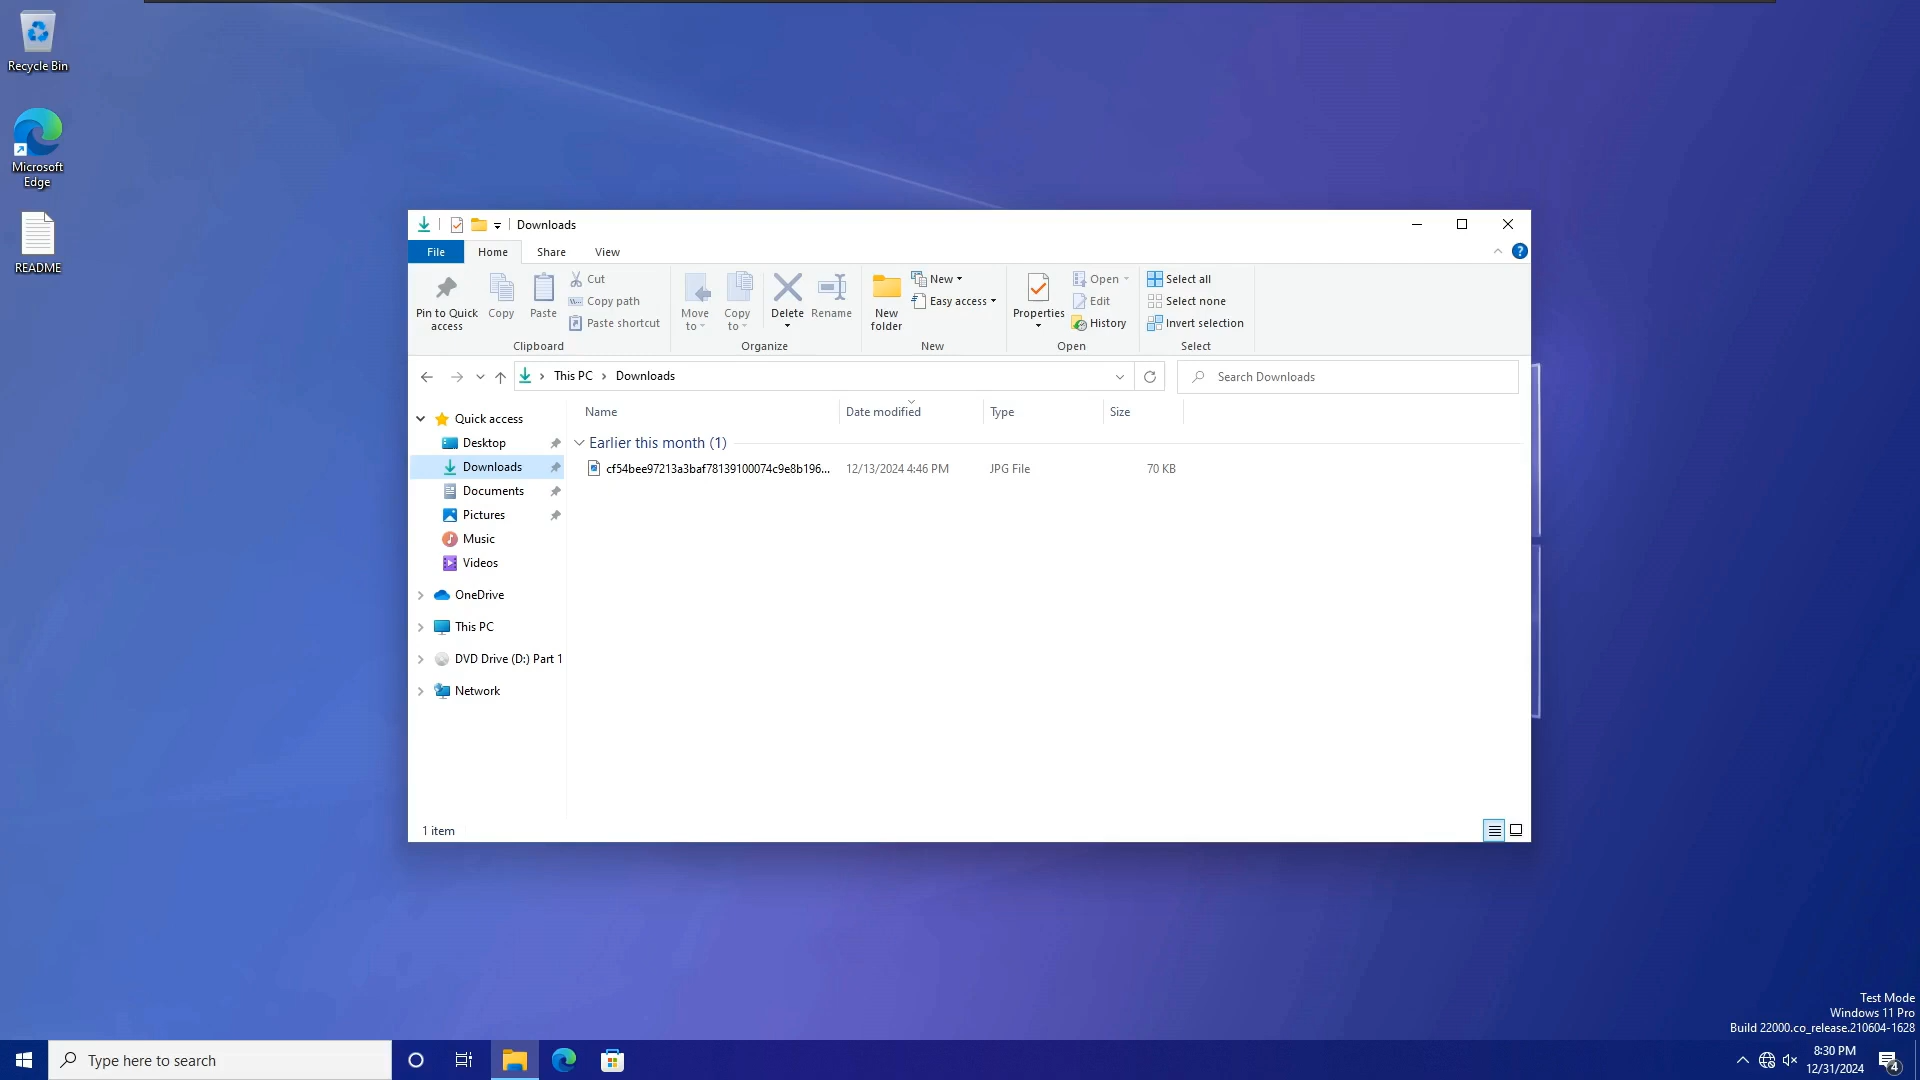 Recycle Bin
Microsoft
Edge
README
Downloads
File Home Share View
Pin to Quick
access
Copy
Paste
Cut
Copy path
Paste shortcut
Clipboard
Move
to
Copy
to
Delete
Rename
Organize
New
folder
New
Easy access
New
Properties
Open
Edit
History
Open
Select all
Select none
Invert selection
Select
This PC Downloads
Search Downloads
Quick access
Desktop
Downloads
Documents
Pictures
Music
Videos
OneDrive
This PC
DVD Drive (D:) Part 1
Network
Name Date modified Type Size
Earlier this month (1)
cf54bee97213a3baf78139100074c9e8b196... 12/13/2024 4:46 PM JPG File 70 KB
1 item
Test Mode
Windows 11 Pro
Build 22000.co_release.210604-1628
Type here to search
8:30 PM
12/31/2024
4